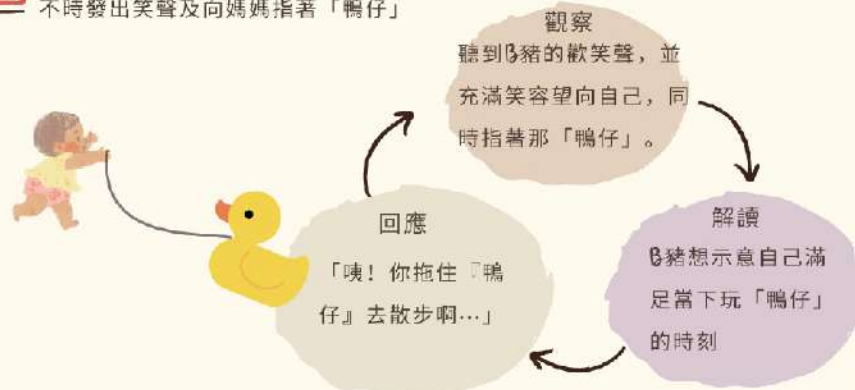 不時發出笑聲及向媽媽指著「鴨仔」
觀察
聽到B豬的歡笑聲，並
充滿笑容望向自己，同
時指著那「鴨仔」。
解讀
B豬想示意自己滿
足當下玩「鴨仔」
的時刻
回應
「咦！你拖住『鴨
仔』去散步啊…」